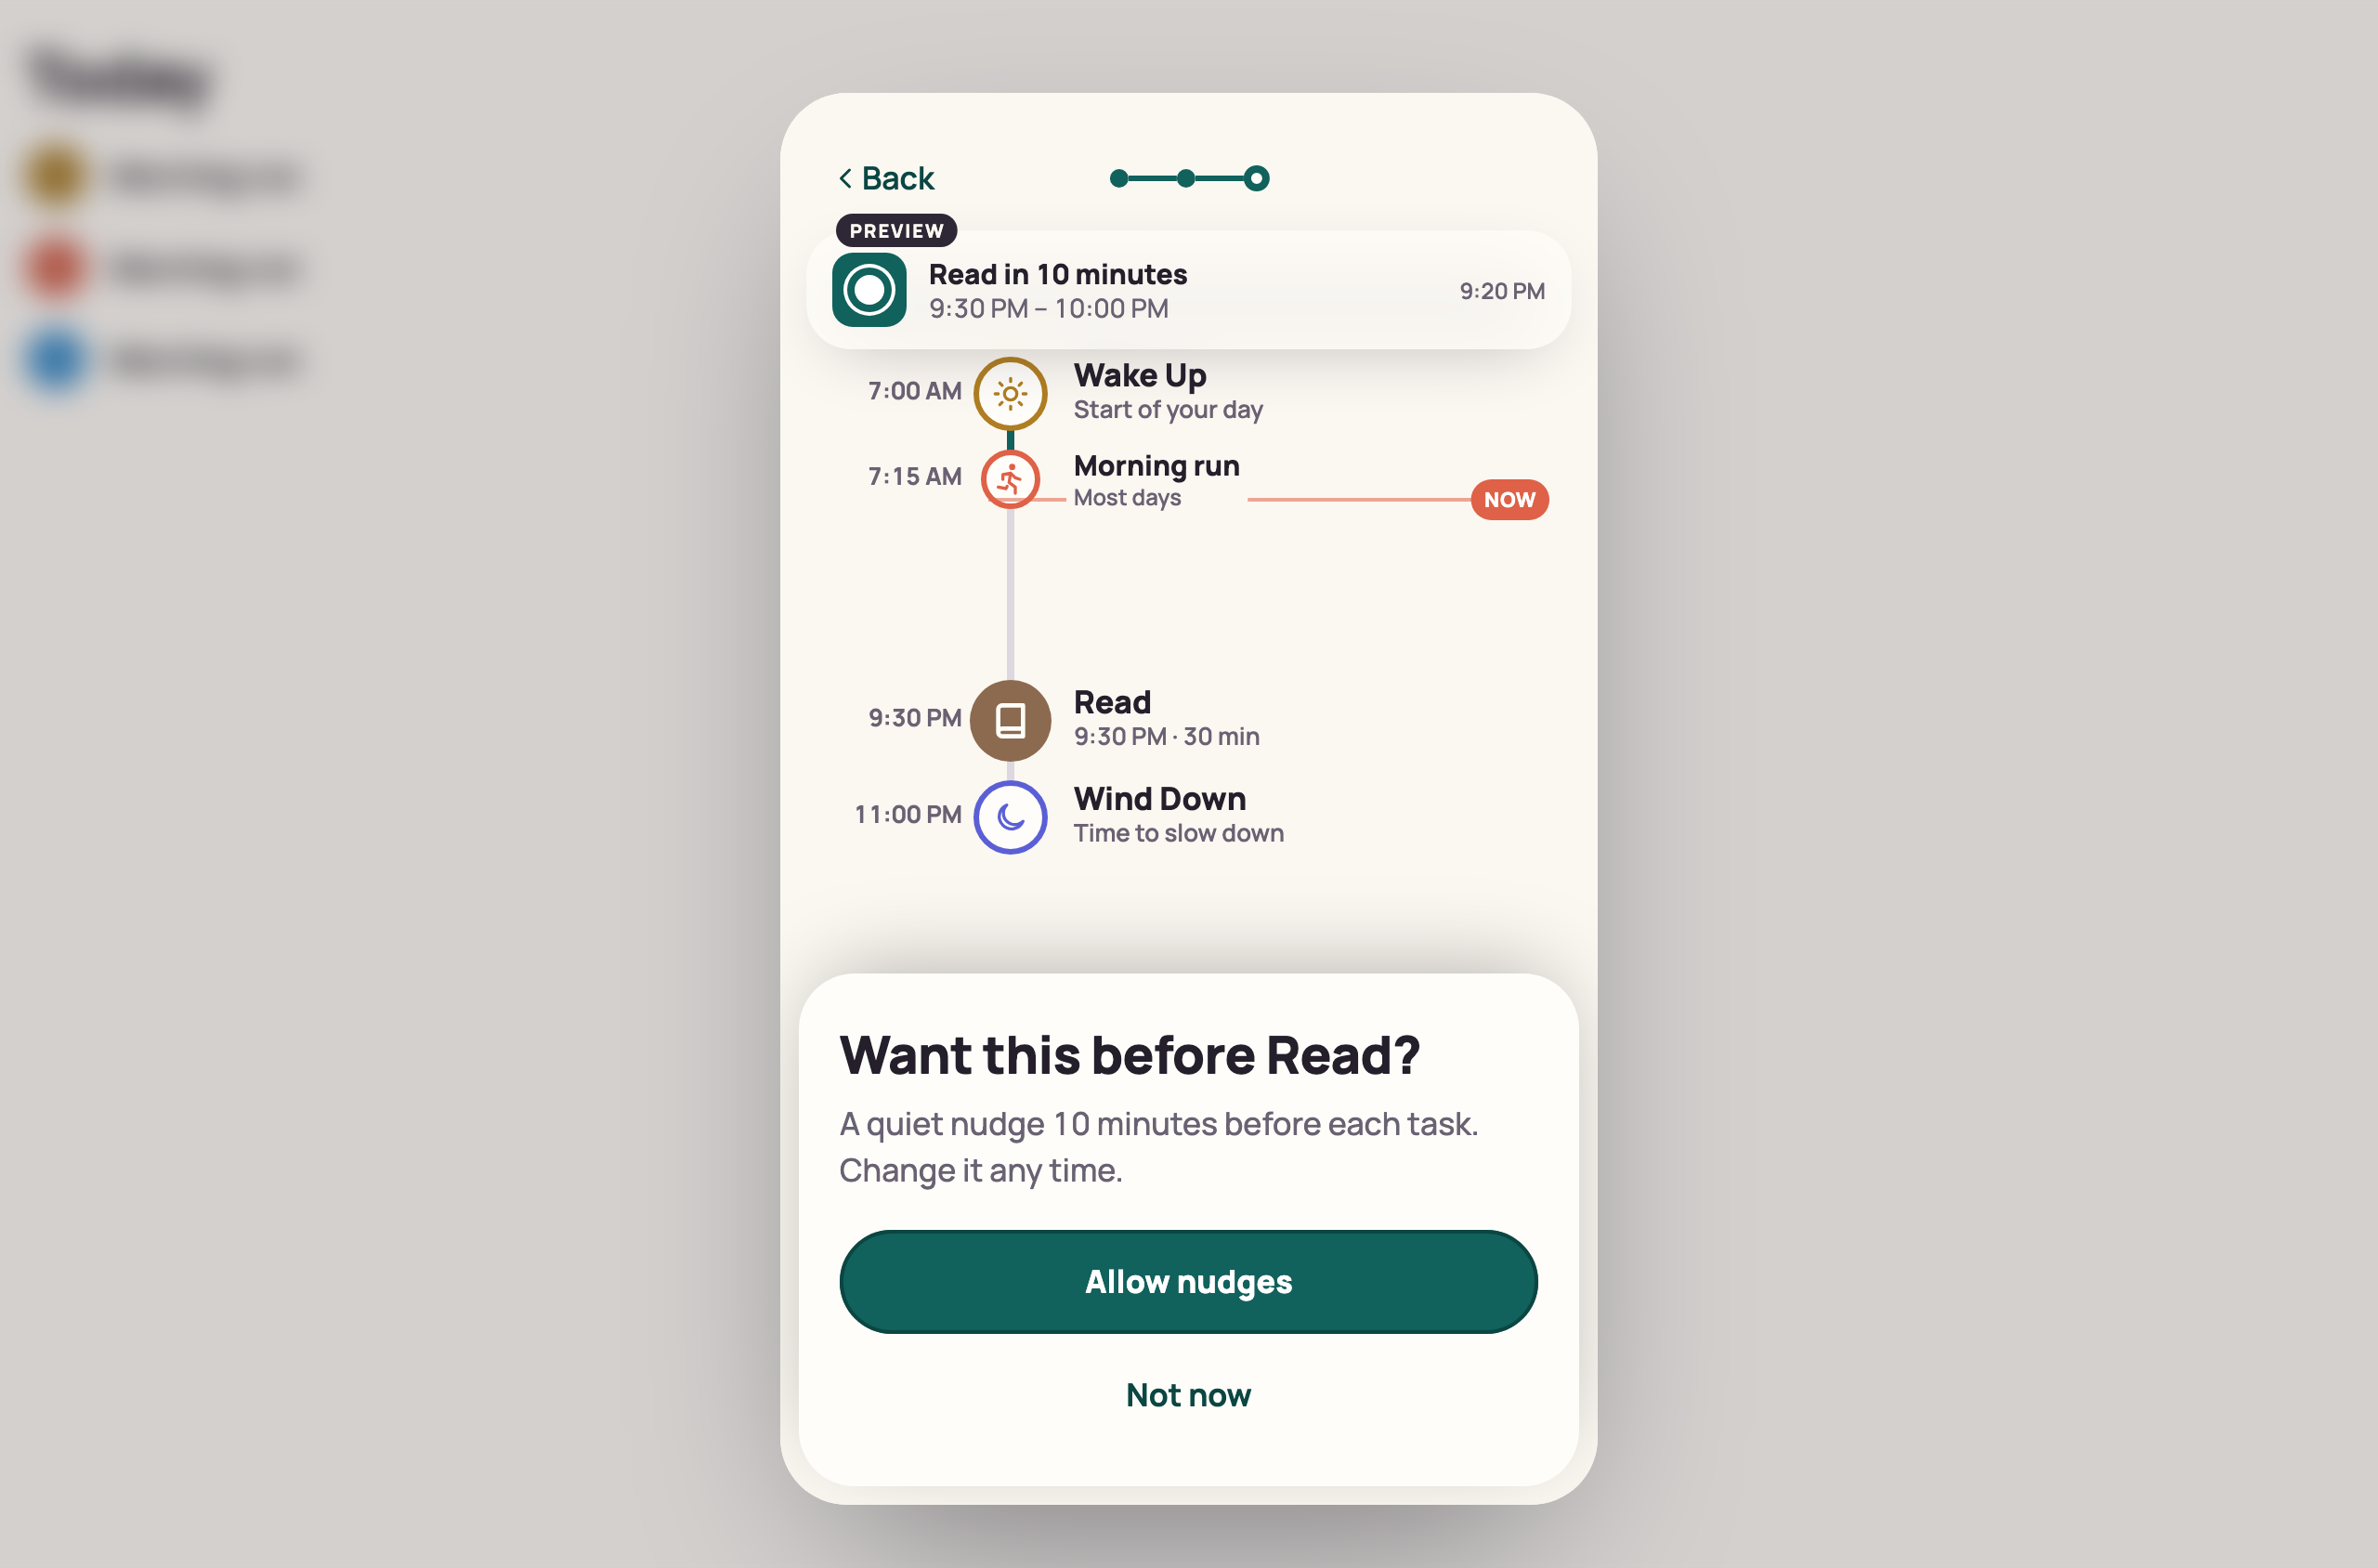 Today
Back
PREVIEW
Read in 10 minutes
9:30 PM – 10:00 PM
9:20 PM
7:00 AM
Wake Up
Start of your day
7:15 AM
Morning run
Most days
NOW
9:30 PM
Read
9:30 PM · 30 min
11:00 PM
Wind Down
Time to slow down
Want this before Read?
A quiet nudge 10 minutes before each task.
Change it any time.
Allow nudges
Not now